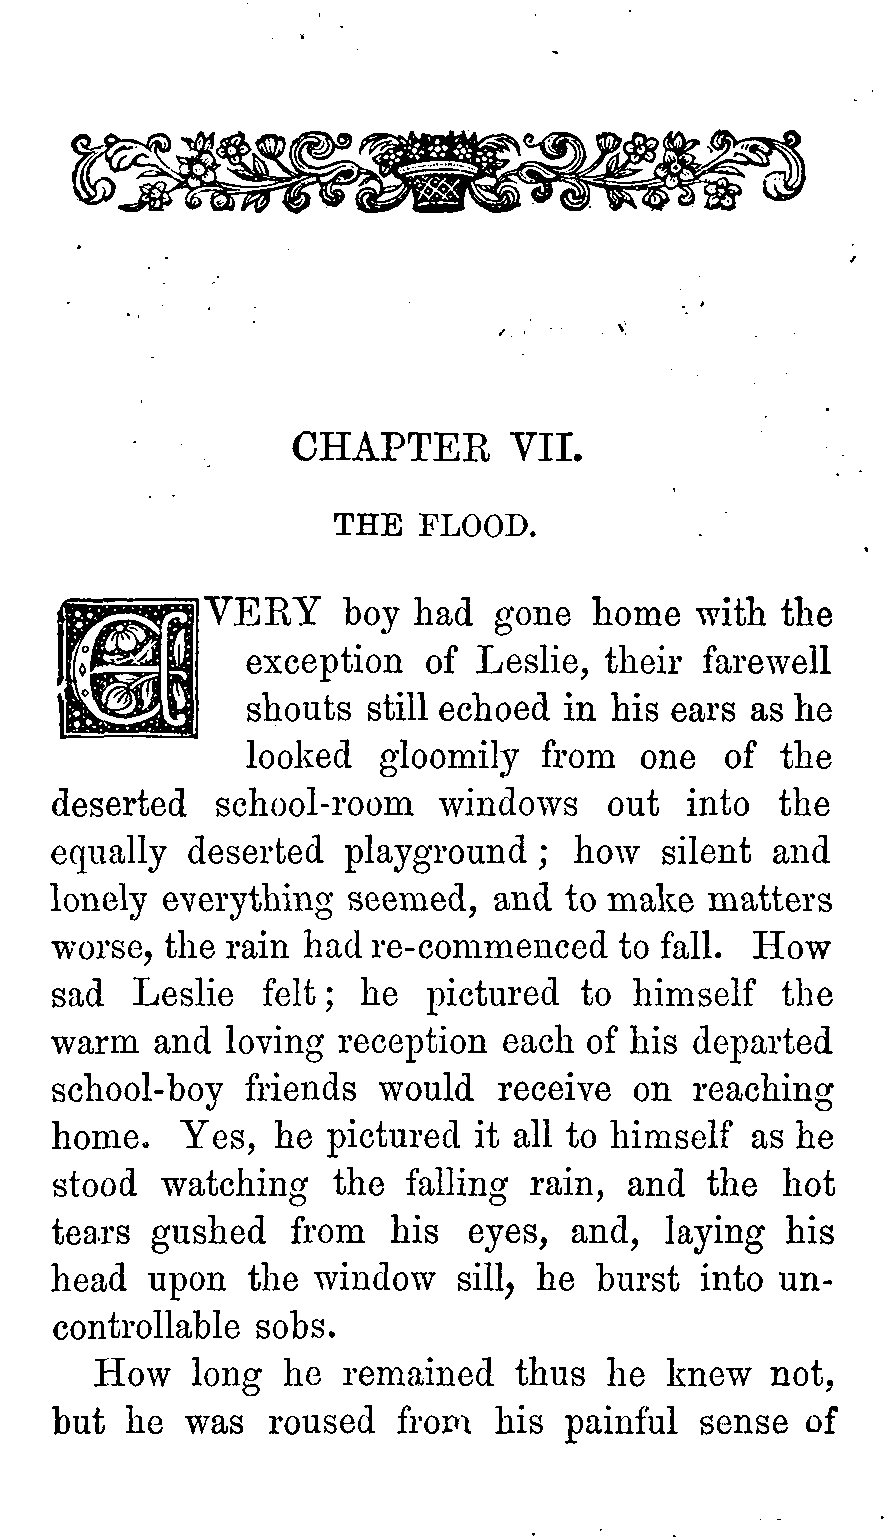 CHAPTER VII.
THE FLOOD.
EVERY boy had gone home with the
exception of Leslie, their farewell
shouts still echoed in his ears as he
looked gloomily from one of the
deserted school-room windows out into the
equally deserted playground ; how silent and
lonely everything seemed, and to make matters
worse, the rain had re-commenced to fall. How
sad Leslie felt ; he pictured to himself the
warm and loving reception each of his departed
school-boy friends would receive on reaching
home. Yes, he pictured it all to himself as he
stood watching the falling rain, and the hot
tears gushed from his eyes, and, laying his
head upon the window sill, he burst into un-
controllable sobs.
How long he remained thus he knew not,
but he was roused from his painful sense of